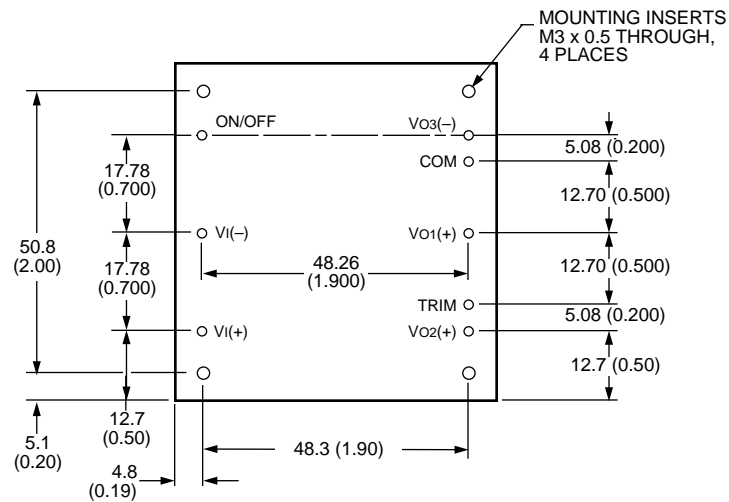 MOUNTING INSERTS
M3 x 0.5 THROUGH,
4 PLACES
ON/OFF
VO3(–)
5.08 (0.200)
COM
17.78
(0.700)
12.70 (0.500)
50.8
(2.00)
VI(–)
VO1(+)
48.26
(1.900)
17.78
(0.700)
12.70 (0.500)
TRIM
5.08 (0.200)
VI(+)
VO2(+)
12.7 (0.50)
12.7
(0.50)
5.1
(0.20)
48.3 (1.90)
4.8
(0.19)